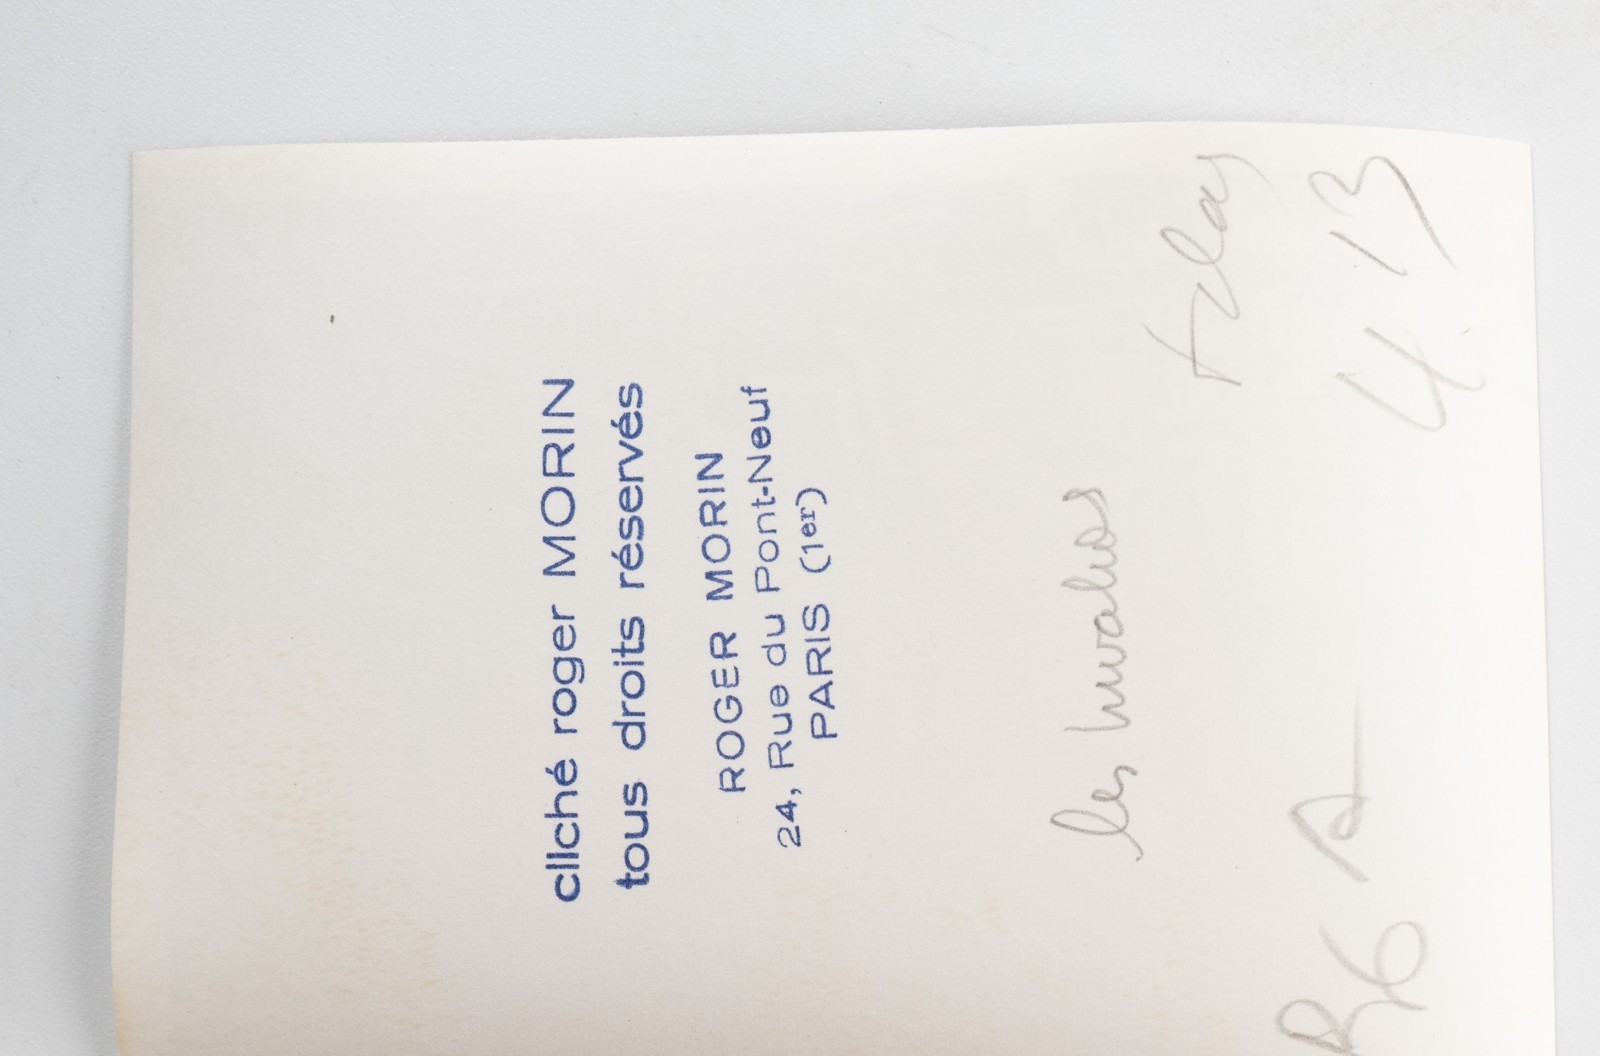 cliché roger MORIN
tous droits réservés
ROGER MORIN
24, Rue du Pont-Neuf
PARIS (1er)
les Invalides
R6 A 4.13